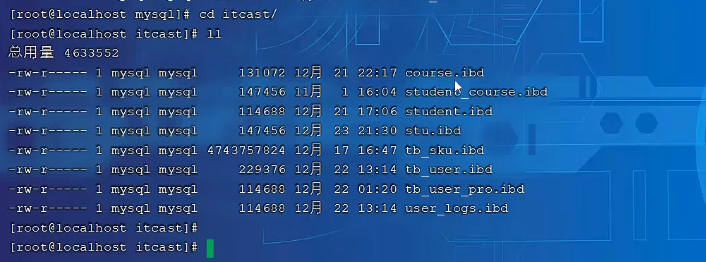 [root@localhost mysql]# cd itcast/
[root@localhost itcast]# ll
总用量 4633552
-rw-r----- 1 mysql mysql     131072 12月  21 22:17 course.ibd
-rw-r----- 1 mysql mysql     147456 11月   1 16:04 student_course.ibd
-rw-r----- 1 mysql mysql     114688 12月  21 17:06 student.ibd
-rw-r----- 1 mysql mysql     147456 12月  23 21:30 stu.ibd
-rw-r----- 1 mysql mysql 4743757824 12月  17 16:47 tb_sku.ibd
-rw-r----- 1 mysql mysql     229376 12月  22 13:14 tb_user.ibd
-rw-r----- 1 mysql mysql     114688 12月  22 01:20 tb_user_pro.ibd
-rw-r----- 1 mysql mysql     114688 12月  22 13:14 user_logs.ibd
[root@localhost itcast]#
[root@localhost itcast]#